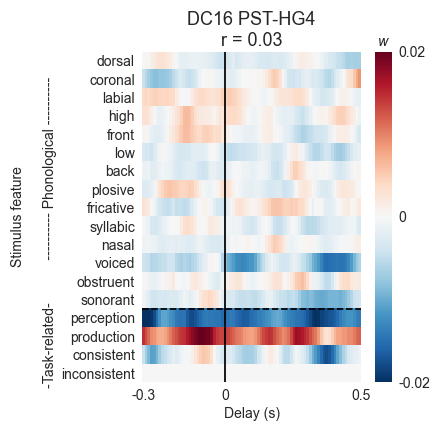 DC16 PST-HG4
r = 0.03
w
Stimulus feature
-Task-related- ---------- Phonological ----------
dorsal
coronal
labial
high
front
low
back
plosive
fricative
syllabic
nasal
voiced
obstruent
sonorant
perception
production
consistent
inconsistent
0.02
0
-0.02
-0.3
0
0.5
Delay (s)